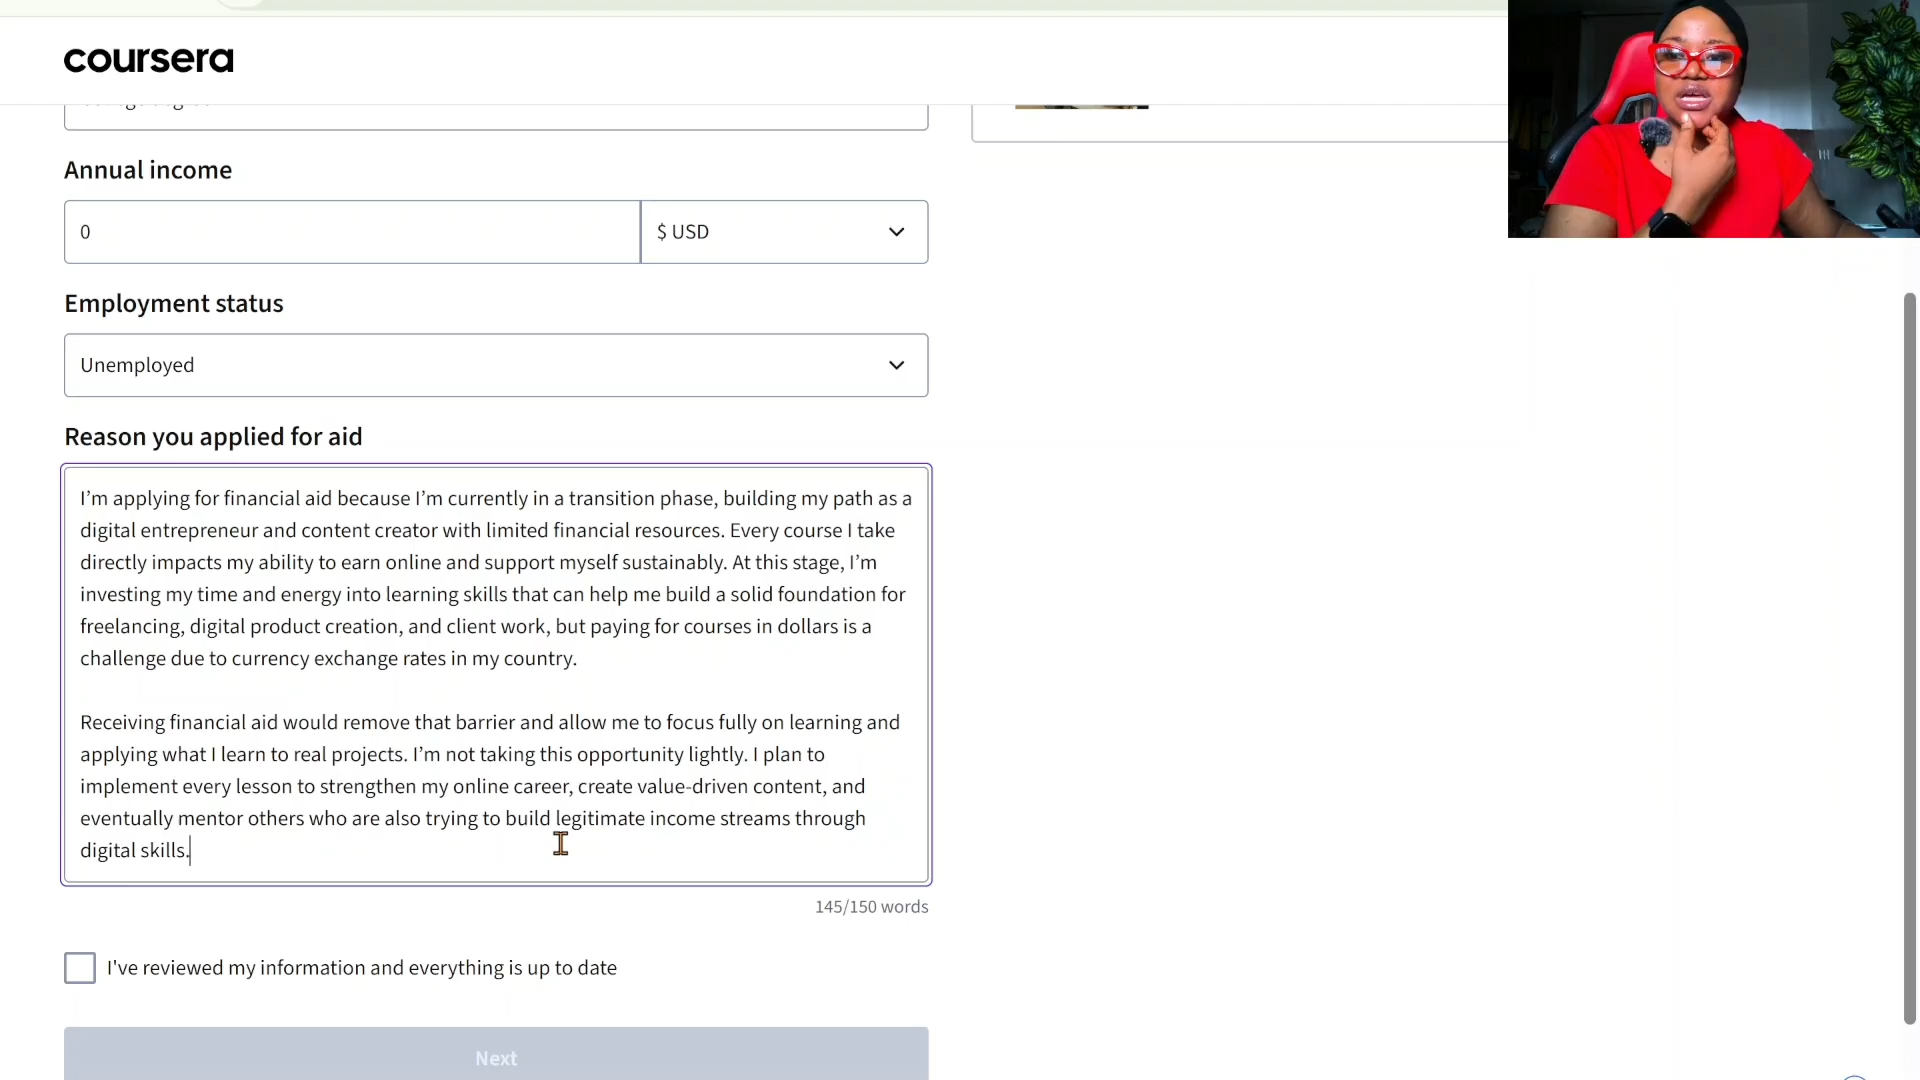 coursera
Annual income
0
$ USD
Employment status
Unemployed
Reason you applied for aid
I’m applying for financial aid because I’m currently in a transition phase, building my path as a
digital entrepreneur and content creator with limited financial resources. Every course I take
directly impacts my ability to earn online and support myself sustainably. At this stage, I’m
investing my time and energy into learning skills that can help me build a solid foundation for
freelancing, digital product creation, and client work, but paying for courses in dollars is a
challenge due to currency exchange rates in my country.
Receiving financial aid would remove that barrier and allow me to focus fully on learning and
applying what I learn to real projects. I’m not taking this opportunity lightly. I plan to
implement every lesson to strengthen my online career, create value-driven content, and
eventually mentor others who are also trying to build legitimate income streams through
digital skills.
145/150 words
I've reviewed my information and everything is up to date
Next